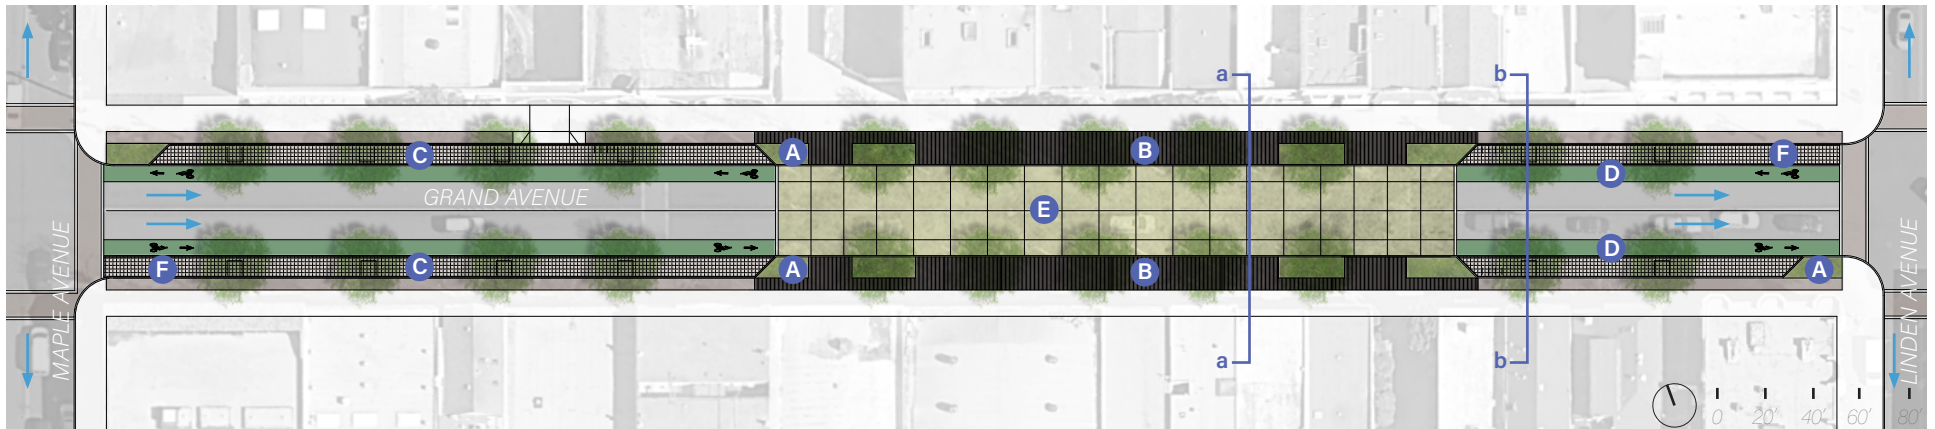 a b
A B C D F
GRAND AVENUE
E
F C A B D A
MAPLE AVENUE
LINDEN AVENUE
a b
0 20' 40' 60' 80'